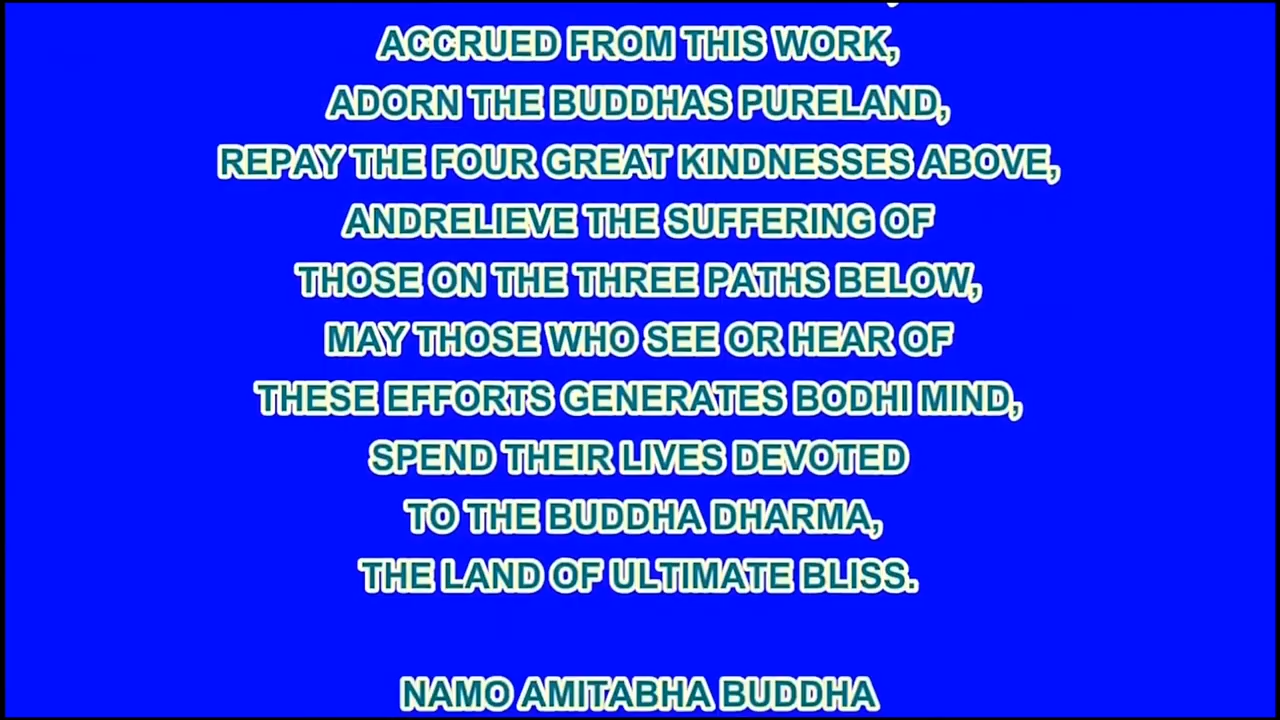 ACCRUED FROM THIS WORK,
ADORN THE BUDDHAS PURELAND,
REPAY THE FOUR GREAT KINDNESSES ABOVE,
ANDRELIEVE THE SUFFERING OF
THOSE ON THE THREE PATHS BELOW,
MAY THOSE WHO SEE OR HEAR OF
THESE EFFORTS GENERATES BODHI MIND,
SPEND THEIR LIVES DEVOTED
TO THE BUDDHA DHARMA,
THE LAND OF ULTIMATE BLISS.
NAMO AMITABHA BUDDHA